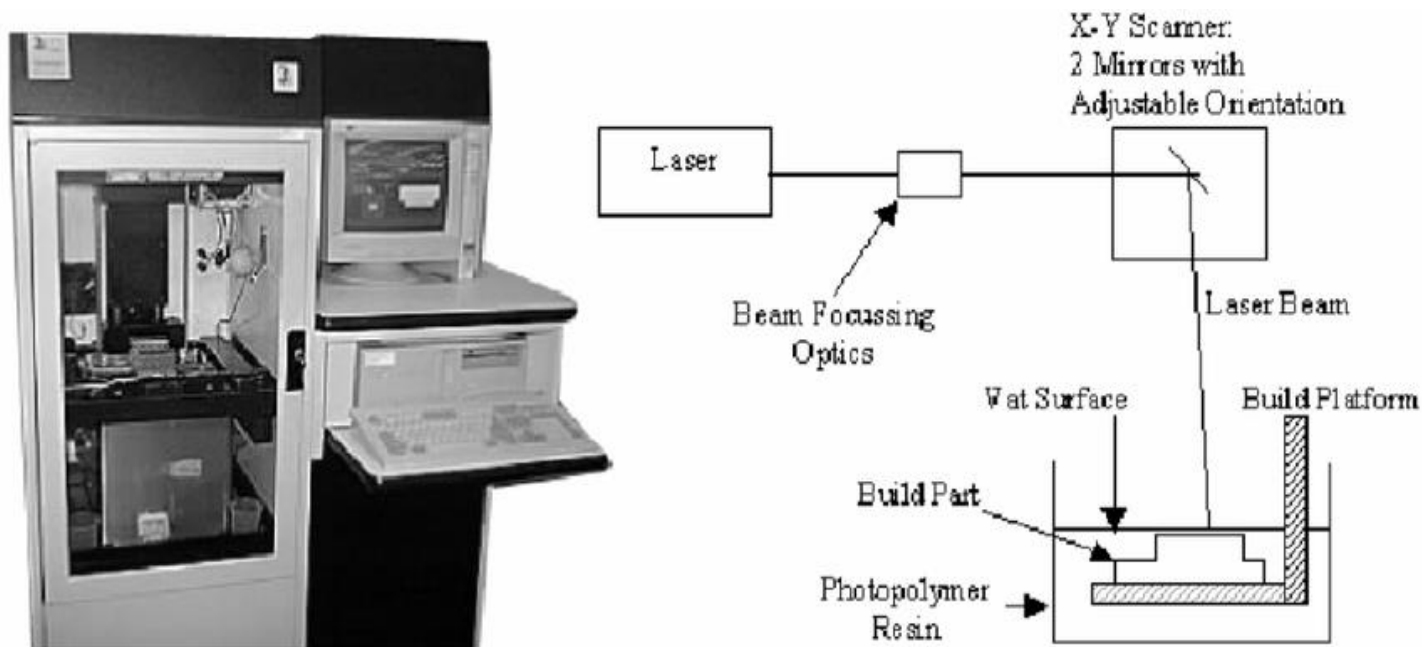 X-Y Scanner:
2 Mirrors with
Adjustable Orientation
Laser
Laser Beam
Beam Focussing
Optics
Vat Surface
Build Platform
Build Part
Photopolymer
Resin